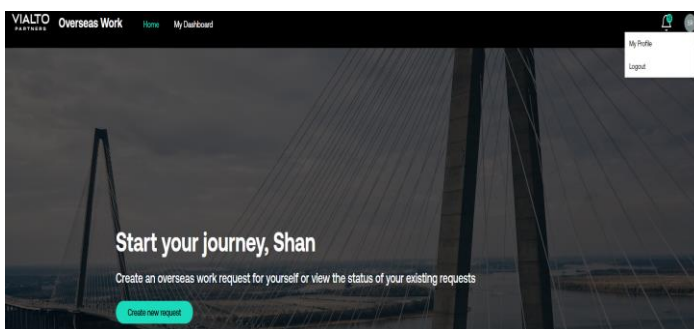 VIALTO Overseas Work Home My Dashboard
PARTNERS
My Profile
Logout
Start your journey, Shan
Create an overseas work request for yourself or view the status of your existing requests
Create new request